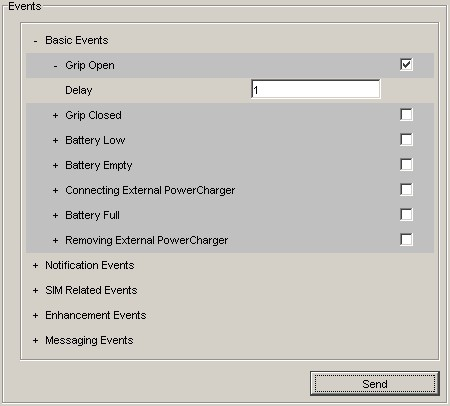 Events
- Basic Events
- Grip Open
Delay 1
+ Grip Closed
+ Battery Low
+ Battery Empty
+ Connecting External PowerCharger
+ Battery Full
+ Removing External PowerCharger
+ Notification Events
+ SIM Related Events
+ Enhancement Events
+ Messaging Events
Send